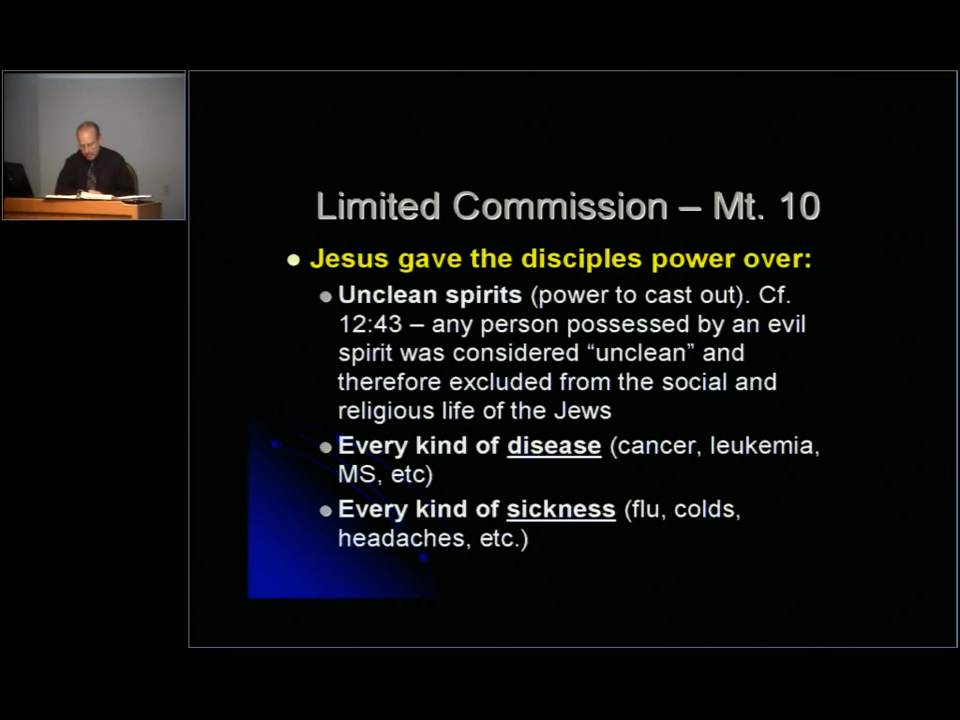 Limited Commission – Mt. 10
Jesus gave the disciples power over:
Unclean spirits (power to cast out). Cf.
12:43 – any person possessed by an evil
spirit was considered “unclean” and
therefore excluded from the social and
religious life of the Jews
Every kind of disease (cancer, leukemia,
MS, etc)
Every kind of sickness (flu, colds,
headaches, etc.)